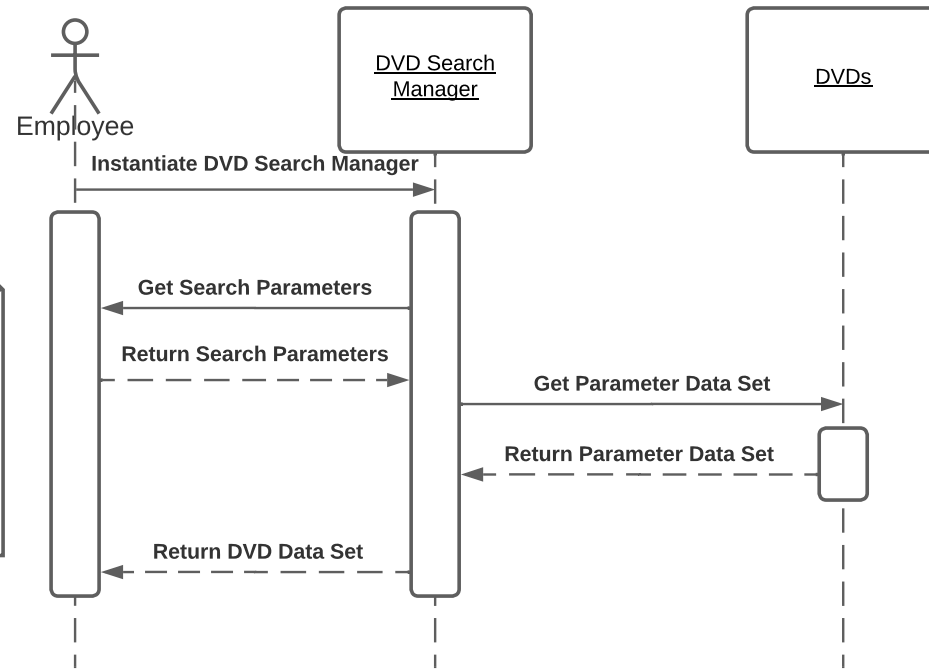 DVD Search
Manager
DVDs
Employee
Instantiate DVD Search Manager
Get Search Parameters
Return Search Parameters
Get Parameter Data Set
Return Parameter Data Set
Return DVD Data Set